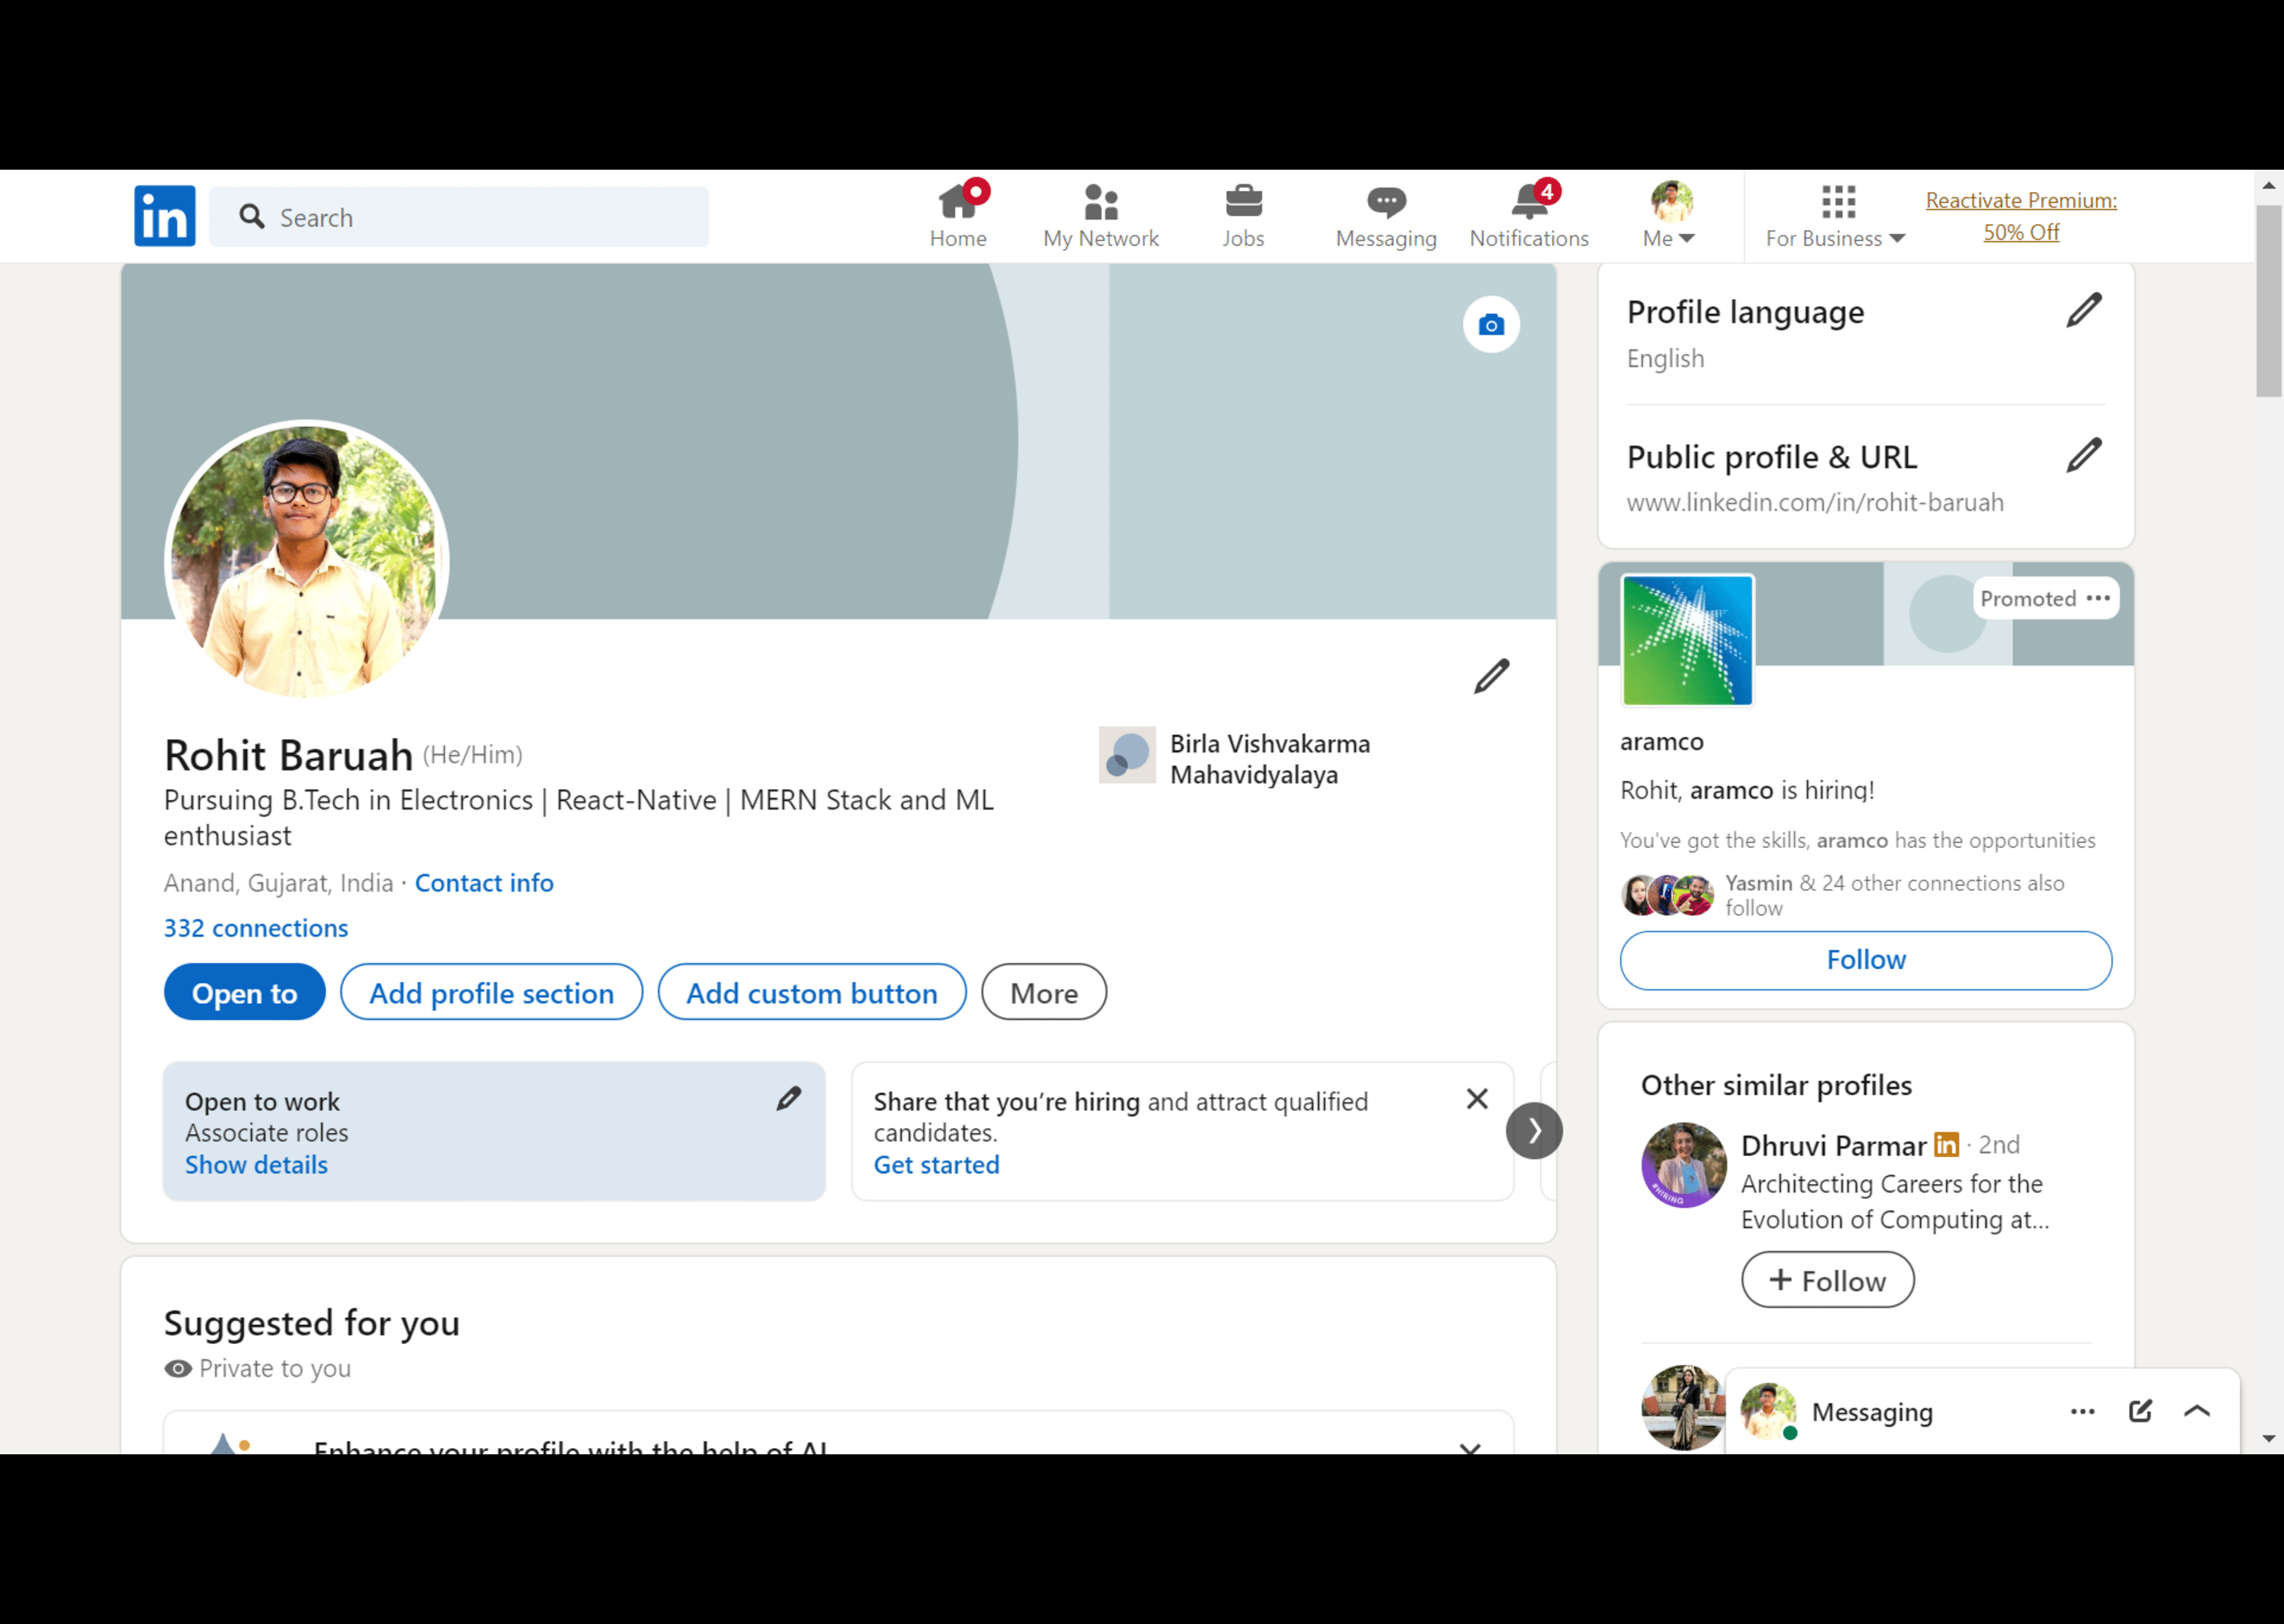 in
Search
Home
My Network
Jobs
Messaging
4
Notifications
Me
For Business
Reactivate Premium:
50% Off
Rohit Baruah (He/Him)
Pursuing B.Tech in Electronics | React-Native | MERN Stack and ML
enthusiast
Anand, Gujarat, India · Contact info
332 connections
Birla Vishvakarma
Mahavidyalaya
Open to
Add profile section
Add custom button
More
Open to work
Associate roles
Show details
Share that you’re hiring and attract qualified
candidates.
Get started
Suggested for you
Private to you
Enhance your profile with the help of AI
Profile language
English
Public profile & URL
www.linkedin.com/in/rohit-baruah
Promoted
aramco
Rohit, aramco is hiring!
You've got the skills, aramco has the opportunities
Yasmin & 24 other connections also
follow
Follow
Other similar profiles
Dhruvi Parmar in · 2nd
#HIRING
Architecting Careers for the
Evolution of Computing at...
+ Follow
Messaging